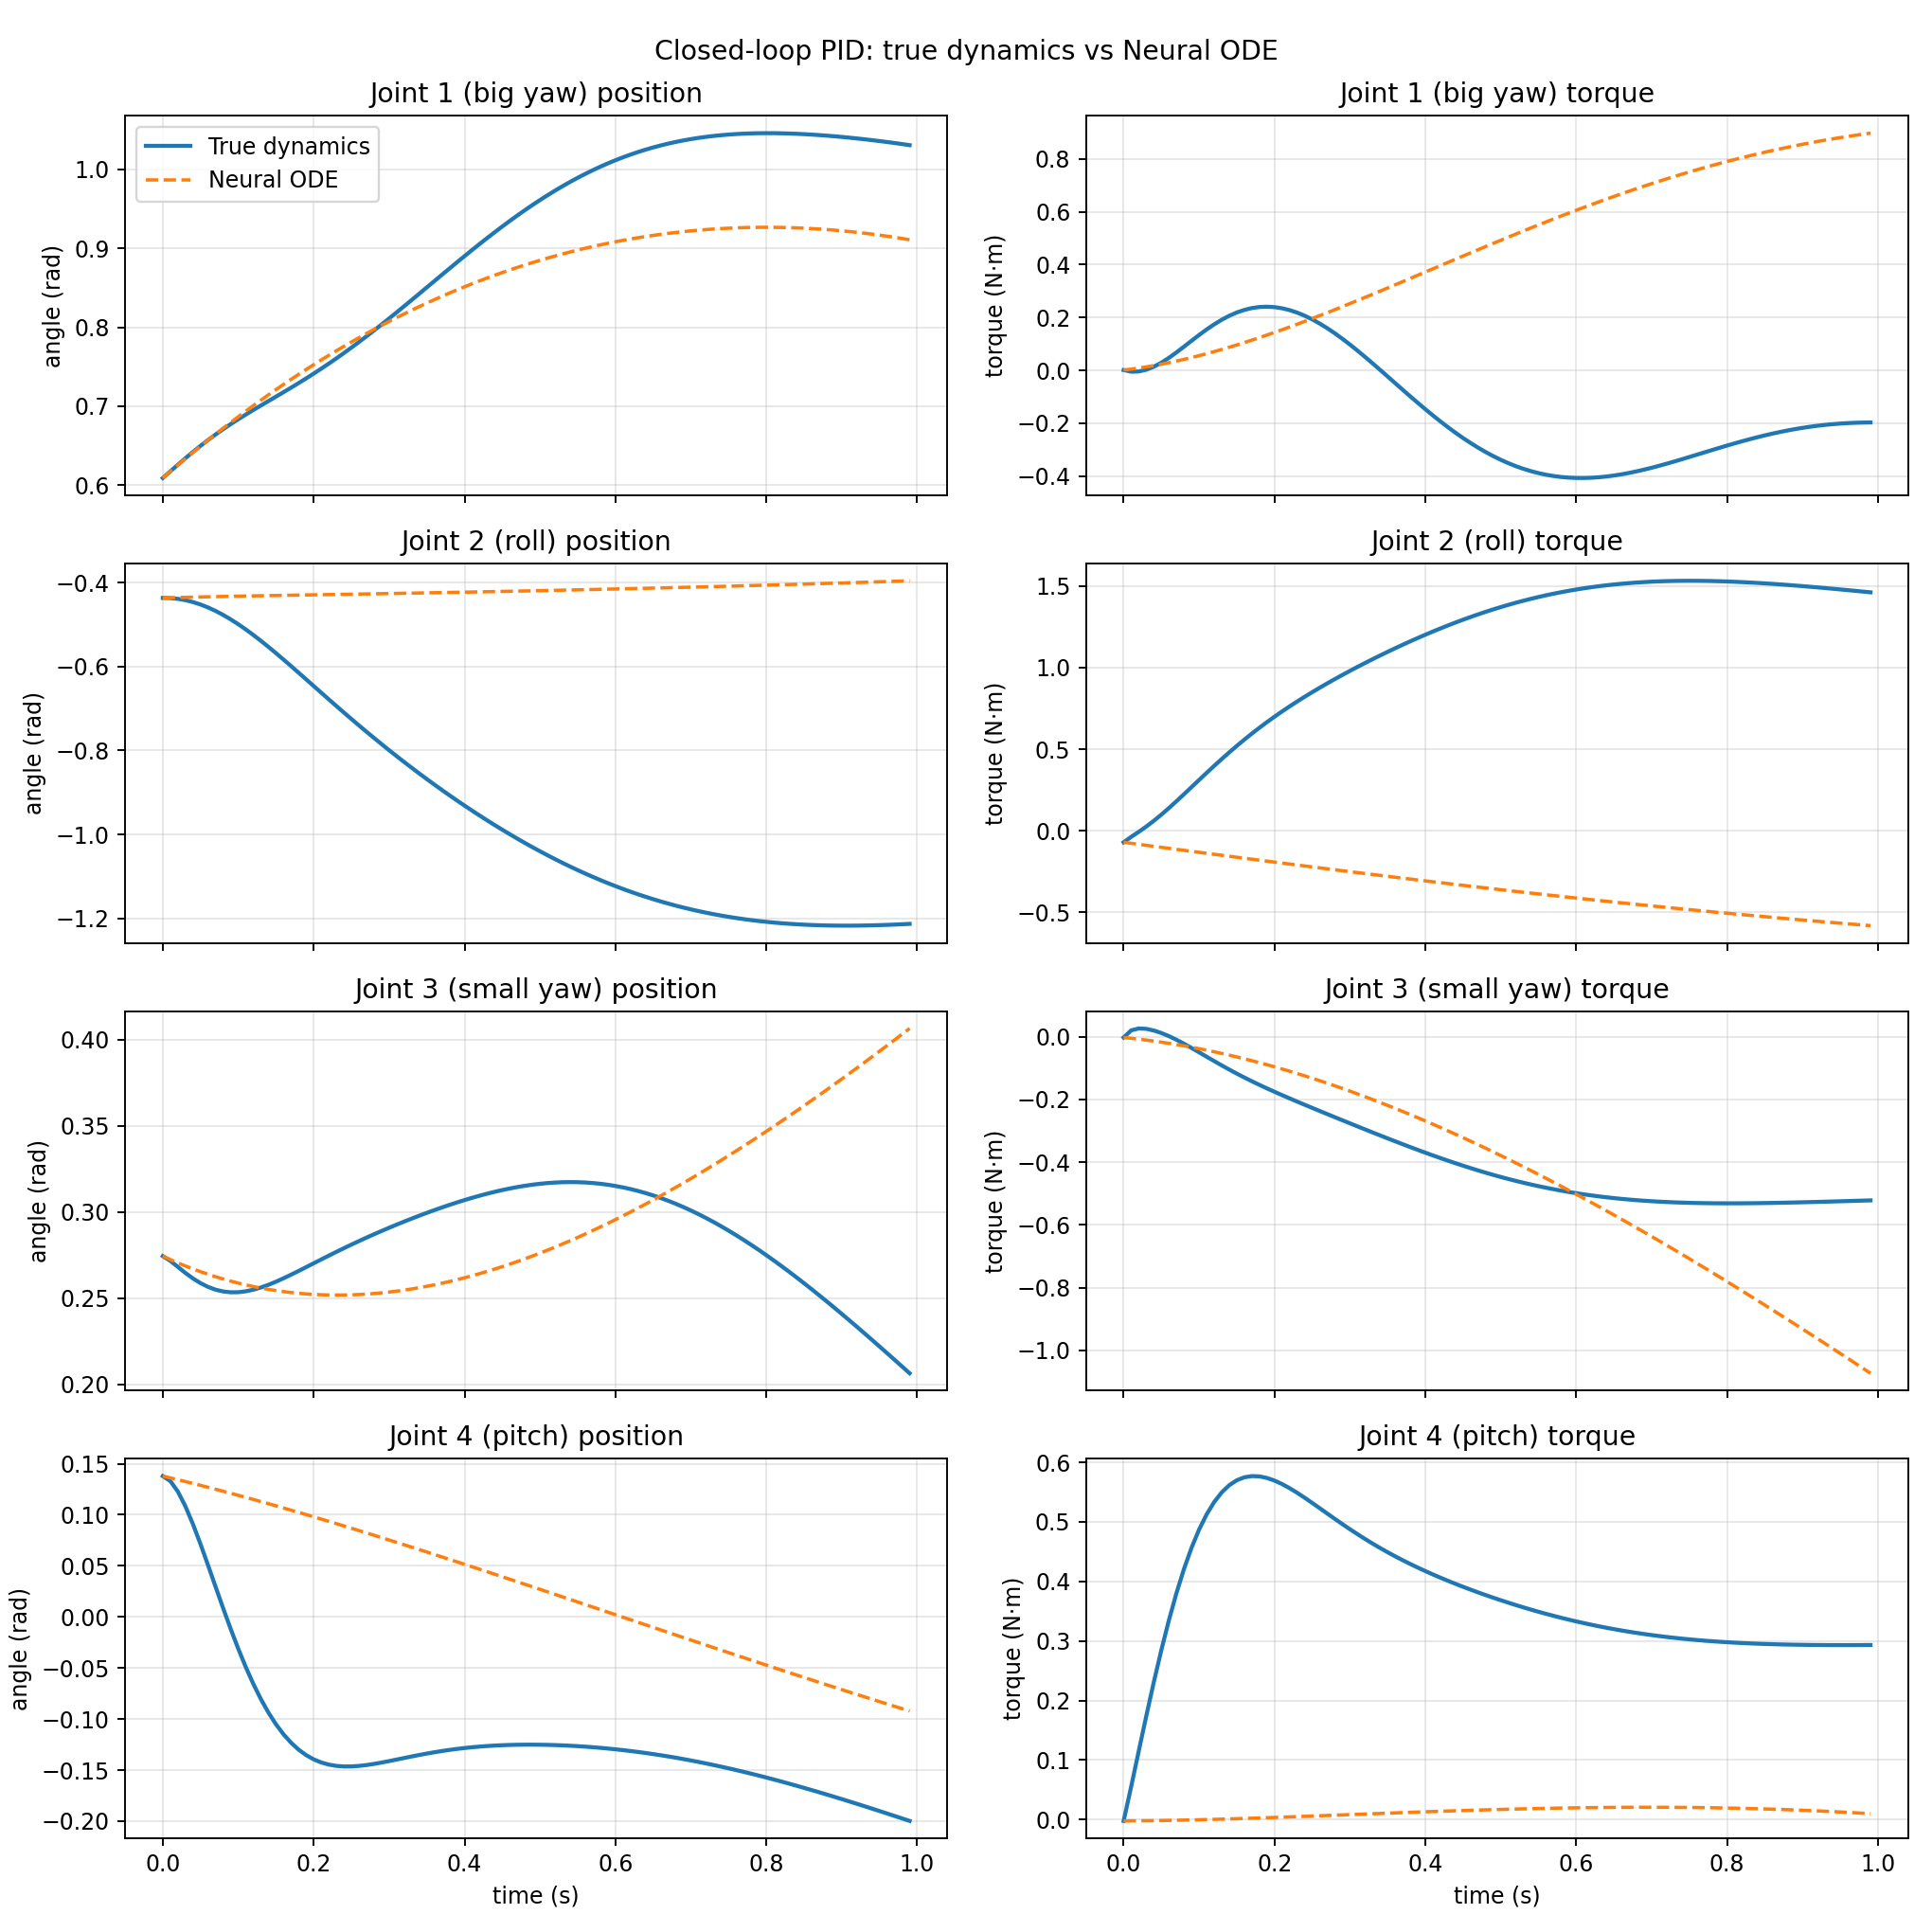 Closed-loop PID: true dynamics vs Neural ODE
Joint 1 (big yaw) position
True dynamics
Neural ODE
angle (rad)
1.0
0.9
0.8
0.7
0.6
Joint 1 (big yaw) torque
torque (N·m)
0.8
0.6
0.4
0.2
0.0
−0.2
−0.4
Joint 2 (roll) position
angle (rad)
−0.4
−0.6
−0.8
−1.0
−1.2
Joint 2 (roll) torque
torque (N·m)
1.5
1.0
0.5
0.0
−0.5
Joint 3 (small yaw) position
angle (rad)
0.40
0.35
0.30
0.25
0.20
Joint 3 (small yaw) torque
torque (N·m)
0.0
−0.2
−0.4
−0.6
−0.8
−1.0
Joint 4 (pitch) position
angle (rad)
0.15
0.10
0.05
0.00
−0.05
−0.10
−0.15
−0.20
0.0 0.2 0.4 0.6 0.8 1.0
time (s)
Joint 4 (pitch) torque
torque (N·m)
0.6
0.5
0.4
0.3
0.2
0.1
0.0
0.0 0.2 0.4 0.6 0.8 1.0
time (s)